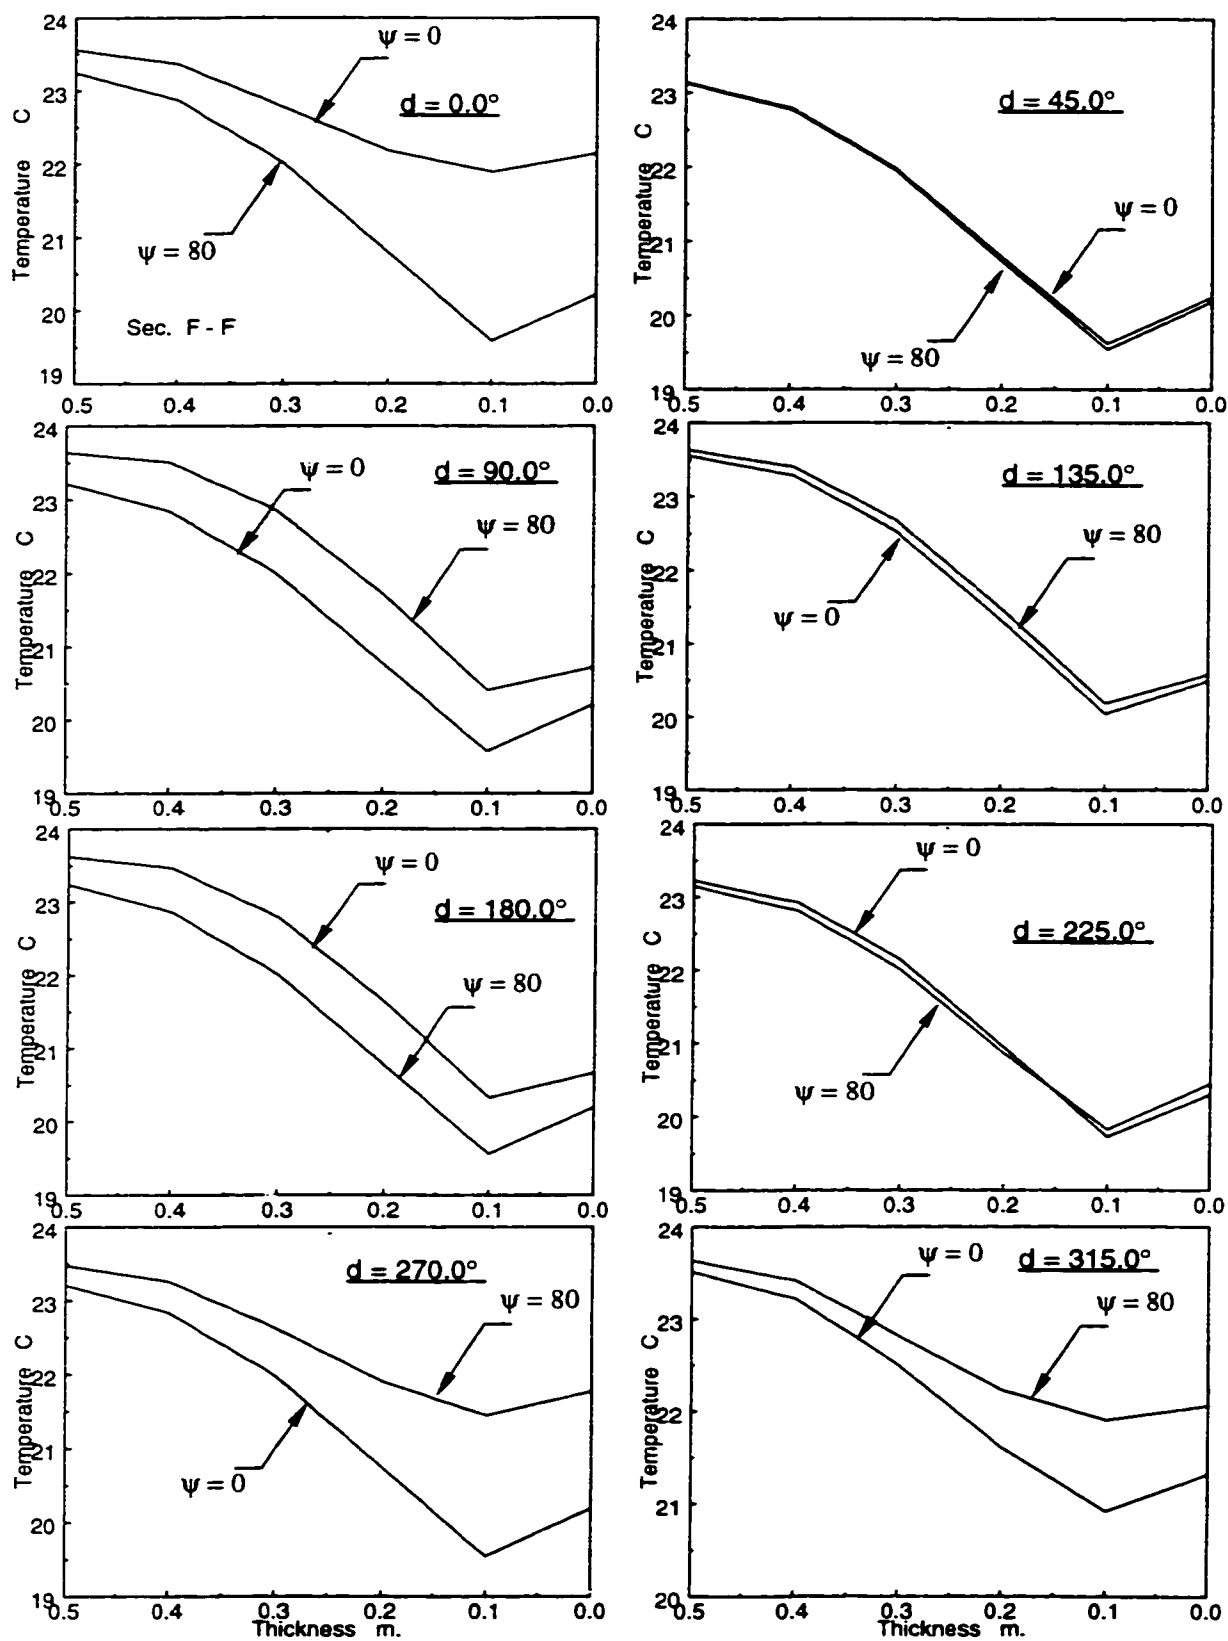 24
23
22
21
20
19
Temperature C
ψ = 0
d = 0.0°
ψ = 80
Sec. F - F
0.5 0.4 0.3 0.2 0.1 0.0
24
23
22
21
20
19
Temperature C
d = 45.0°
ψ = 0
ψ = 80
0.5 0.4 0.3 0.2 0.1 0.0
24
23
22
21
20
19
Temperature C
ψ = 0
d = 90.0°
ψ = 80
0.5 0.4 0.3 0.2 0.1 0.0
24
23
22
21
20
19
Temperature C
d = 135.0°
ψ = 80
ψ = 0
0.5 0.4 0.3 0.2 0.1 0.0
24
23
22
21
20
19
Temperature C
ψ = 0
d = 180.0°
ψ = 80
0.5 0.4 0.3 0.2 0.1 0.0
24
23
22
21
20
19
Temperature C
ψ = 0
d = 225.0°
ψ = 80
0.5 0.4 0.3 0.2 0.1 0.0
24
23
22
21
20
19
Temperature C
d = 270.0°
ψ = 80
ψ = 0
0.5 0.4 0.3 0.2 0.1 0.0
Thickness m.
24
23
22
21
20
Temperature C
ψ = 0
d = 315.0°
ψ = 80
0.5 0.4 0.3 0.2 0.1 0.0
Thickness m.